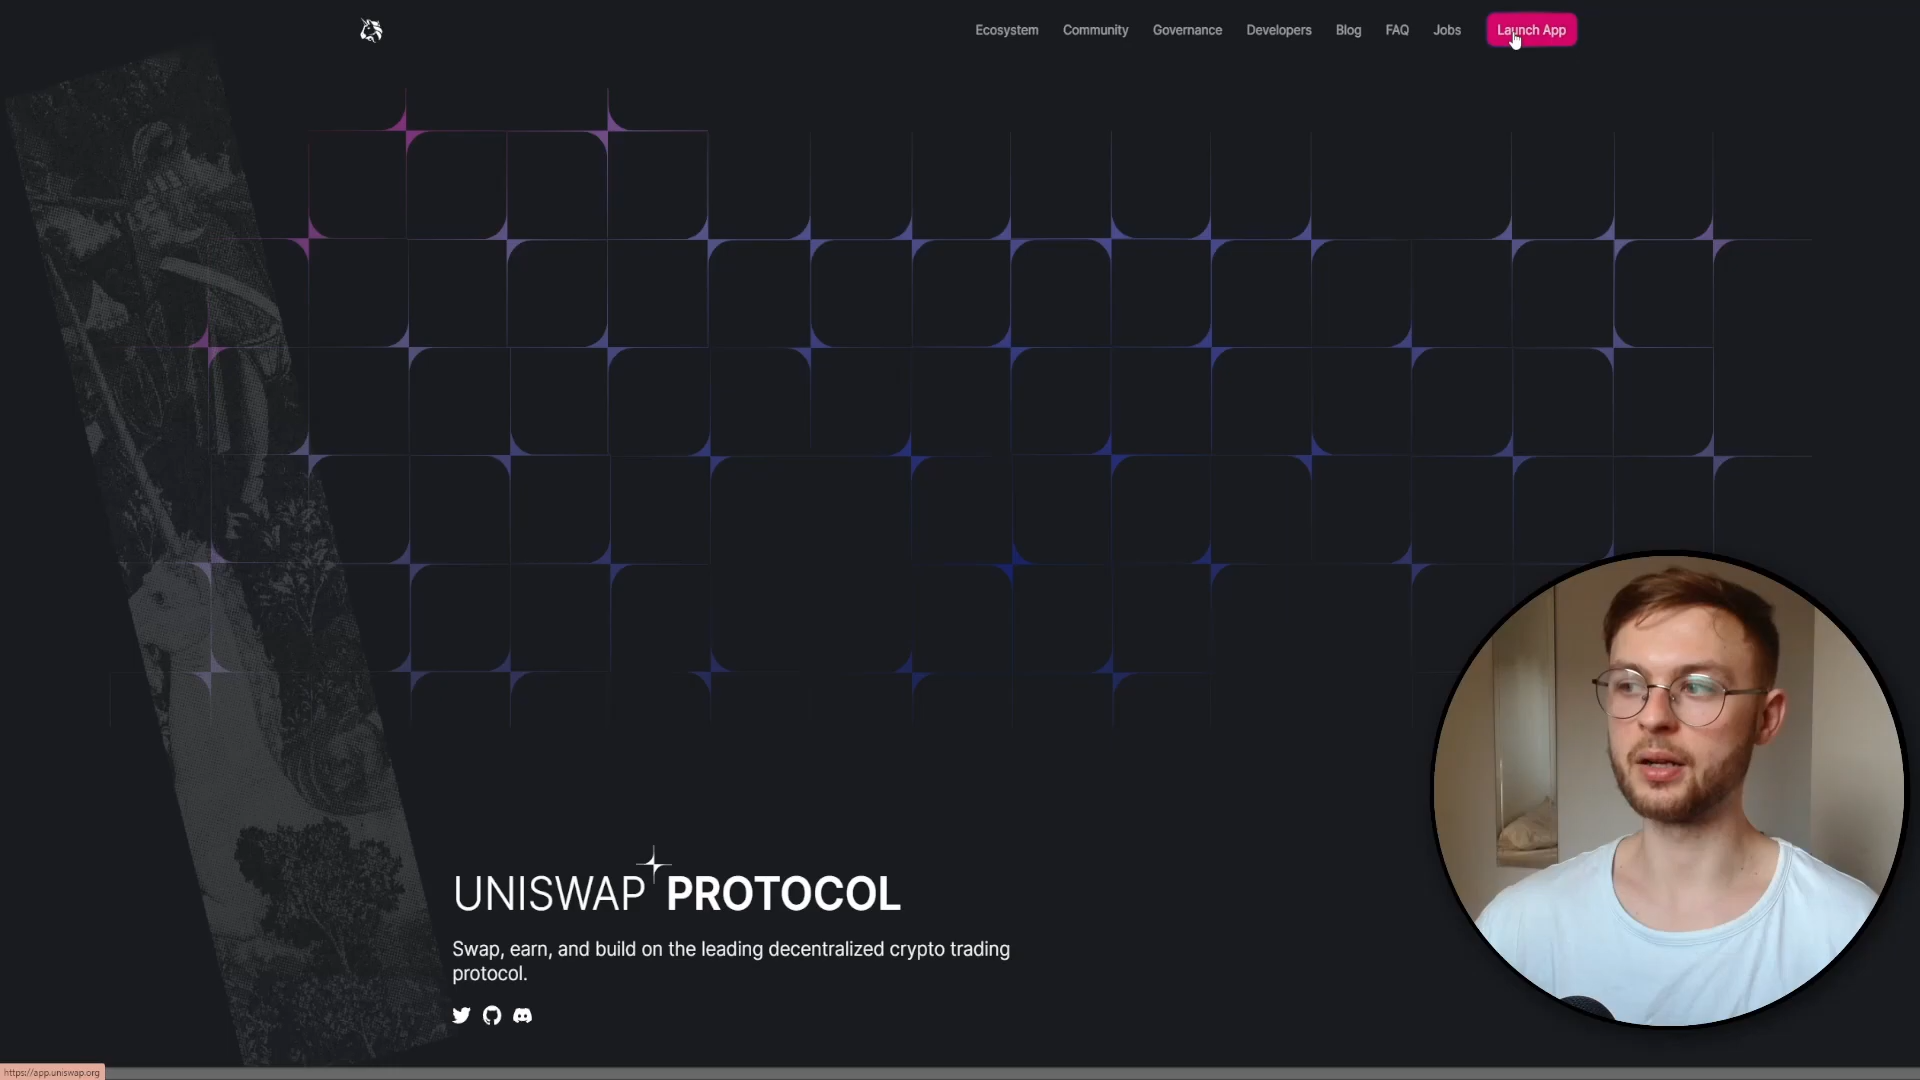 Ecosystem Community Governance Developers Blog FAQ Jobs Launch App
UNISWAP PROTOCOL
Swap, earn, and build on the leading decentralized crypto trading
protocol.
https://app.uniswap.org